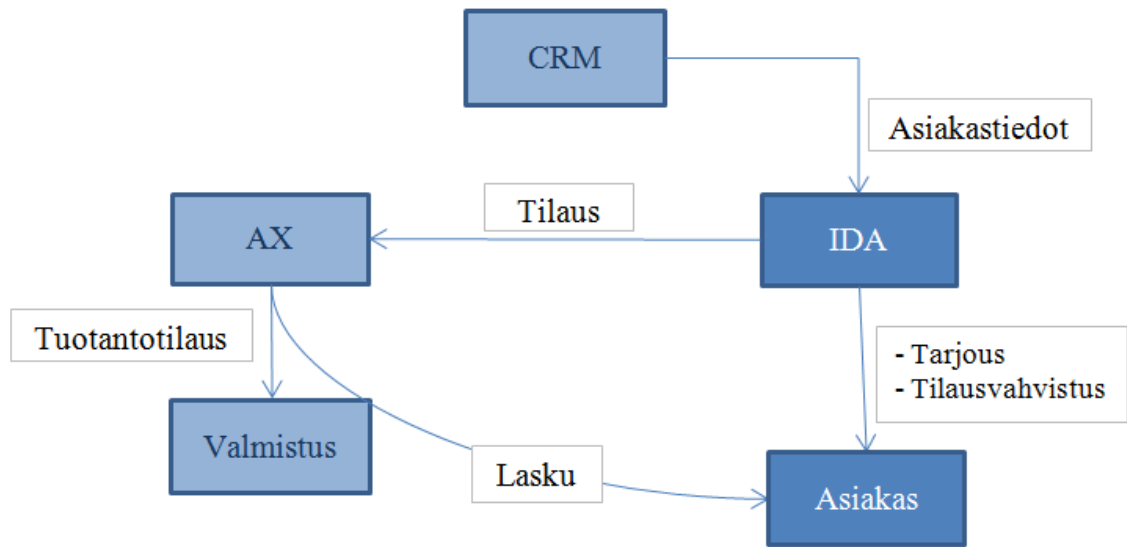 CRM
Asiakastiedot
Tilaus
AX
IDA
Tuotantotilaus
- Tarjous
- Tilausvahvistus
Valmistus
Lasku
Asiakas